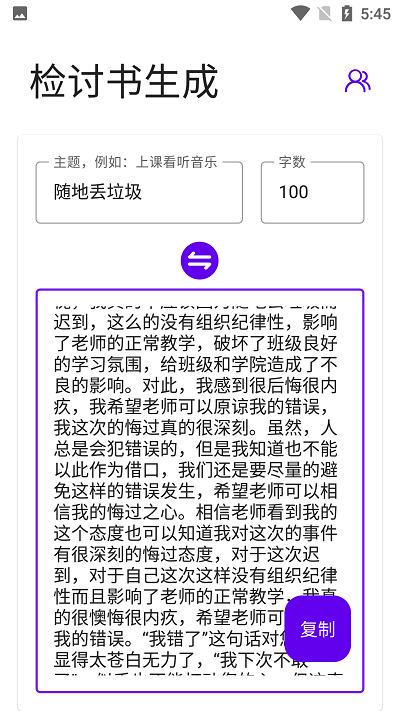 5:45
检讨书生成
主题，例如：上课看听音乐
字数
随地丢垃圾
100
迟到，这么的没有组织纪律性，影响
了老师的正常教学，破坏了班级良好
的学习氛围，给班级和学院造成了不
良的影响。对此，我感到很后悔很内
疚，我希望老师可以原谅我的错误，
我这次的悔过真的很深刻。虽然，人
总是会犯错误的，但是我知道也不能
以此作为借口，我们还是要尽量的避
免这样的错误发生，希望老师可以相
信我的悔过之心。相信老师看到我的
这个态度也可以知道我对这次的事件
有很深刻的悔过态度，对于这次迟
到，对于自己这次这样没有组织纪律
性而且影响了老师的正常教学，我真
的很懊悔很内疚，希望老师可
我的错误。“我错了”这句话对您
显得太苍白无力了，“我下次不敢
复制